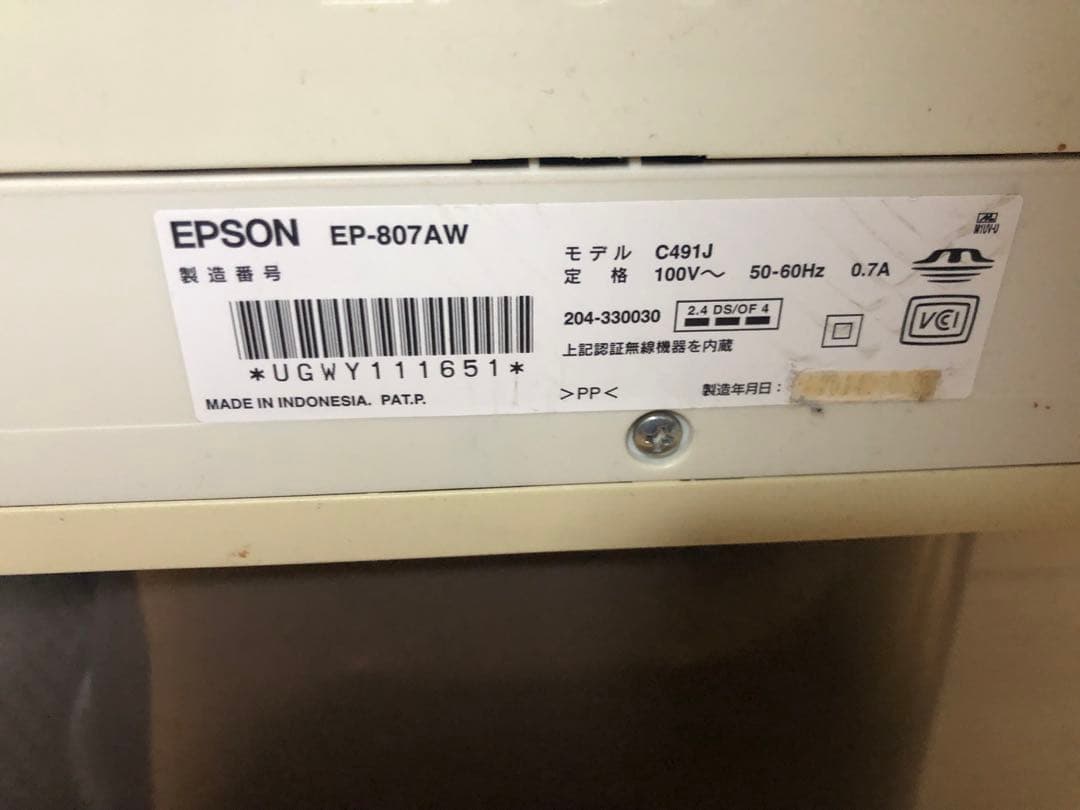 EPSON EP-807AW
製造番号
*UGWY111651*
MADE IN INDONESIA. PAT.P.
モデル C491J
定格 100V～ 50-60Hz 0.7A
204-330030 2.4 DS/OF 4
上記認証無線機器を内蔵
>PP<
製造年月日：
VCI